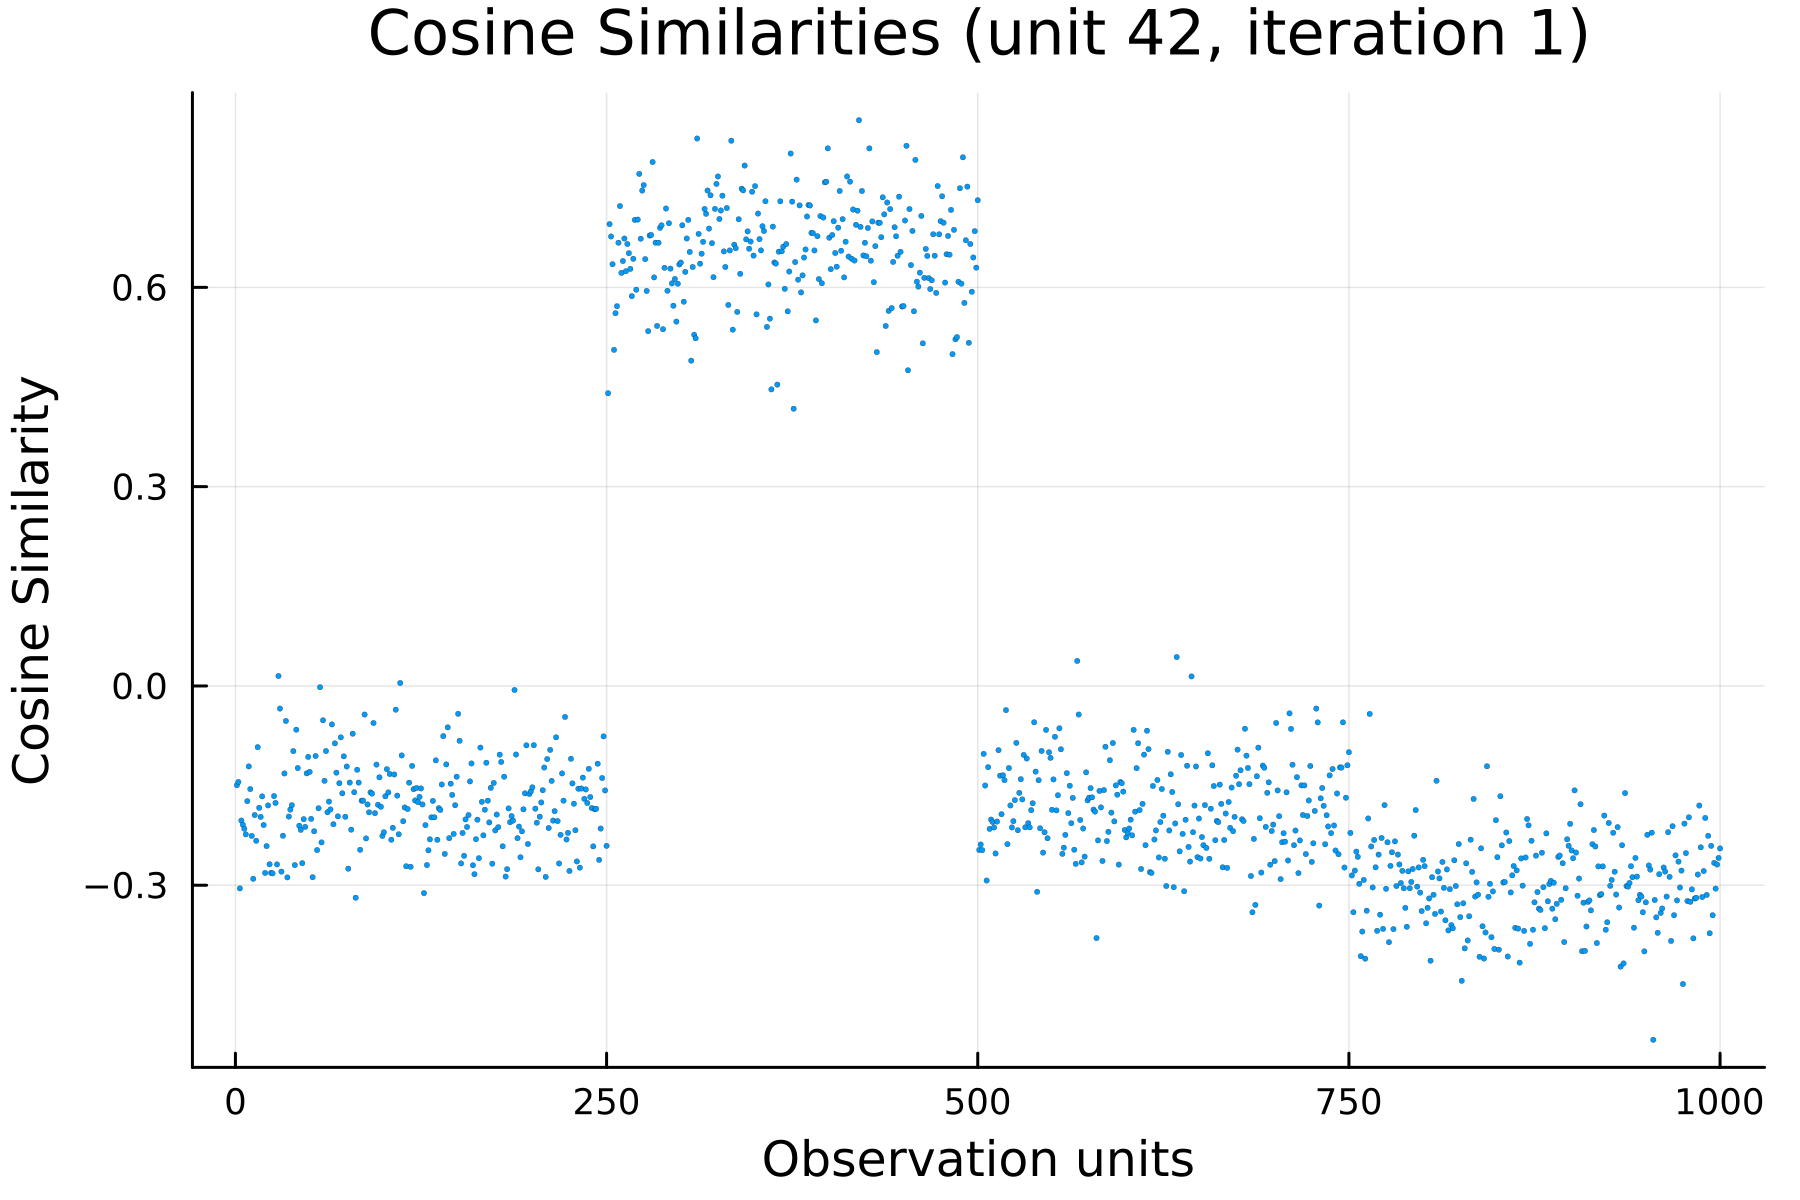 Cosine Similarities (unit 42, iteration 1)
Cosine Similarity
0.6
0.3
0.0
−0.3
0 250 500 750 1000
Observation units